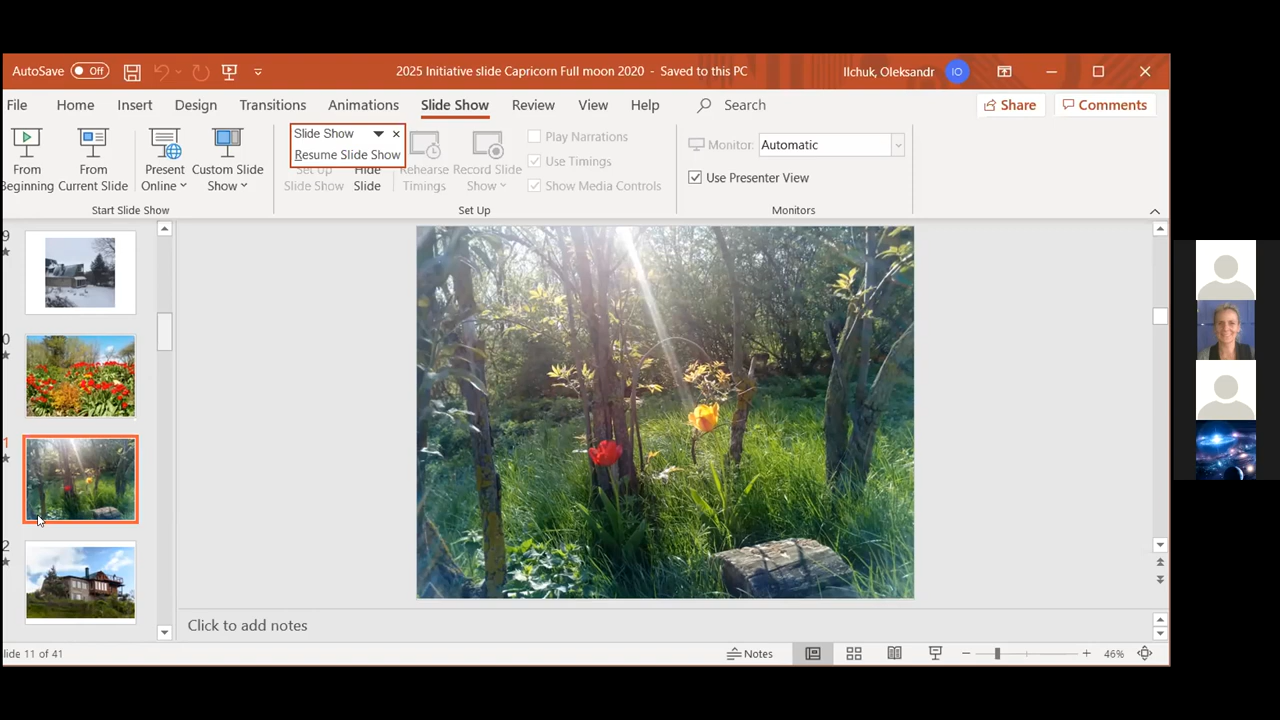 AutoSave Off 2025 Initiative slide Capricorn Full moon 2020 - Saved to this PC Ilchuk, Oleksandr IO
File Home Insert Design Transitions Animations Slide Show Review View Help Search Share Comments
From Beginning
From Current Slide
Present Online
Custom Slide Show
Start Slide Show
Slide Show
Resume Slide Show
Set Up Slide Show
Hide Slide
Rehearse Timings
Record Slide Show
Play Narrations
Use Timings
Show Media Controls
Set Up
Monitor: Automatic
Use Presenter View
Monitors
9
0
1
2
Click to add notes
lide 11 of 41 Notes 46%